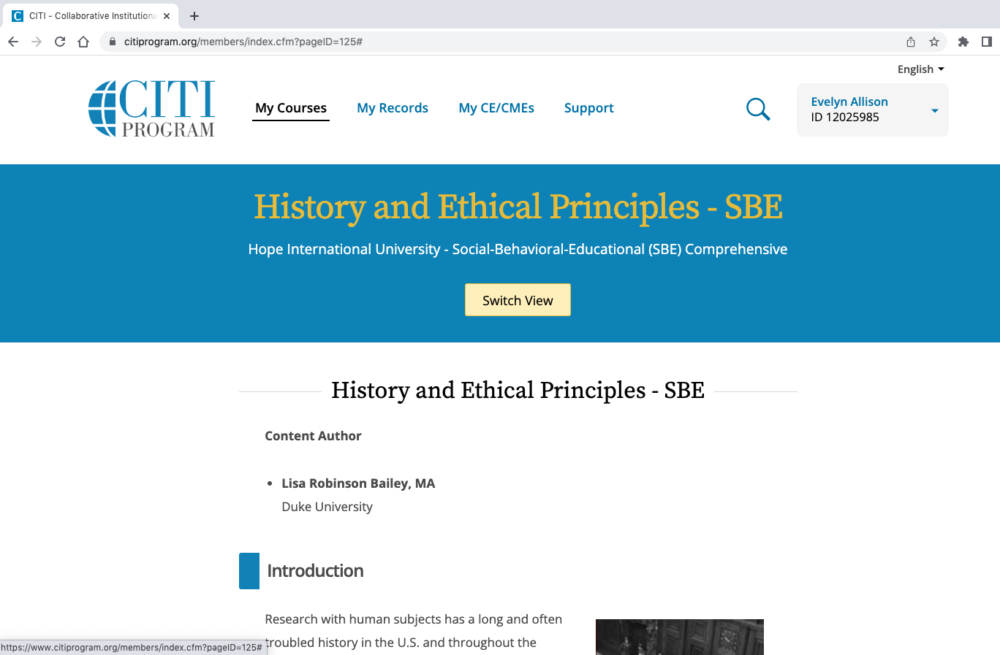 CITI - Collaborative Institutiona
citiprogram.org/members/index.cfm?pageID=125#
English
CITI
PROGRAM
My Courses
My Records
My CE/CMEs
Support
Evelyn Allison
ID 12025985
History and Ethical Principles - SBE
Hope International University - Social-Behavioral-Educational (SBE) Comprehensive
Switch View
History and Ethical Principles - SBE
Content Author
• Lisa Robinson Bailey, MA
Duke University
Introduction
Research with human subjects has a long and often
troubled history in the U.S. and throughout the
https://www.citiprogram.org/members/index.cfm?pageID=125#